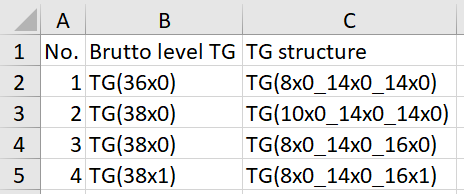 A B C
1 No. Brutto level TG TG structure
2 1 TG(36x0) TG(8x0_14x0_14x0)
3 2 TG(38x0) TG(10x0_14x0_14x0)
4 3 TG(38x0) TG(8x0_14x0_16x0)
5 4 TG(38x1) TG(8x0_14x0_16x1)